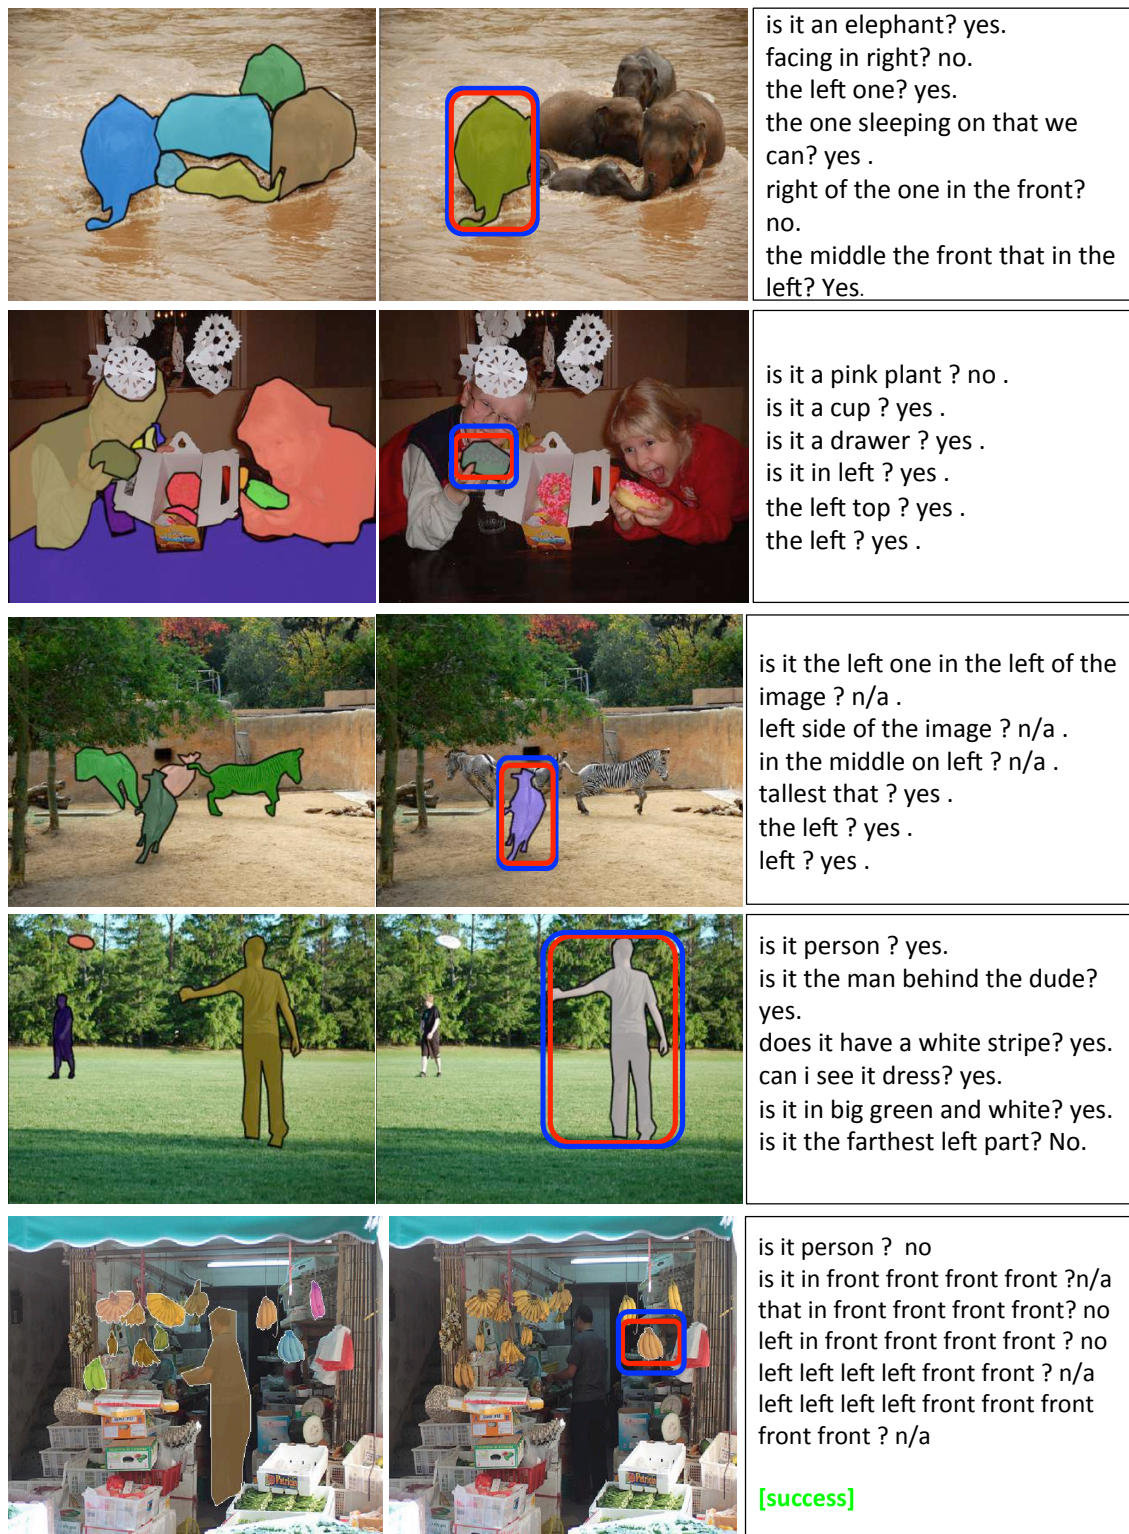 is it an elephant? yes.
facing in right? no.
the left one? yes.
the one sleeping on that we
can? yes .
right of the one in the front?
no.
the middle the front that in the
left? Yes.
is it a pink plant ? no .
is it a cup ? yes .
is it a drawer ? yes .
is it in left ? yes .
the left top ? yes .
the left ? yes .
is it the left one in the left of the
image ? n/a .
left side of the image ? n/a .
in the middle on left ? n/a .
tallest that ? yes .
the left ? yes .
left ? yes .
is it person ? yes.
is it the man behind the dude?
yes.
does it have a white stripe? yes.
can i see it dress? yes.
is it in big green and white? yes.
is it the farthest left part? No.
is it person ?  no
is it in front front front front ?n/a
that in front front front front? no
left in front front front front ? no
left left left left front front ? n/a
left left left left front front front
front front ? n/a
[success]
Patricia
Patricia